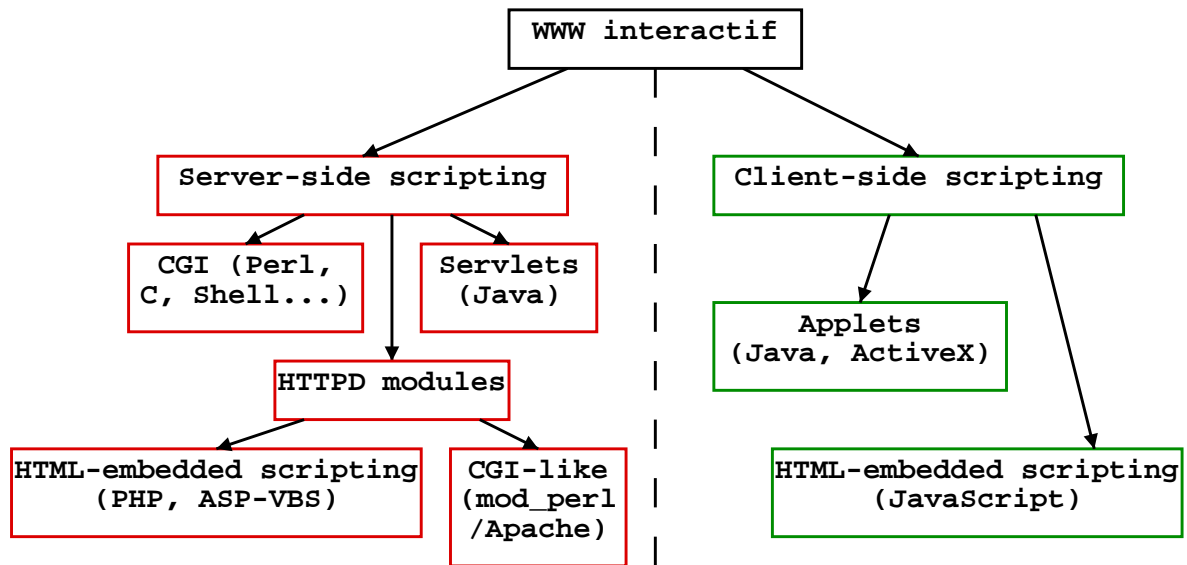 WWW interactif
Server-side scripting
Client-side scripting
CGI (Perl,
C, Shell...)
Servlets
(Java)
Applets
(Java, ActiveX)
HTTPD modules
HTML-embedded scripting
(PHP, ASP-VBS)
CGI-like
(mod_perl
/Apache)
HTML-embedded scripting
(JavaScript)